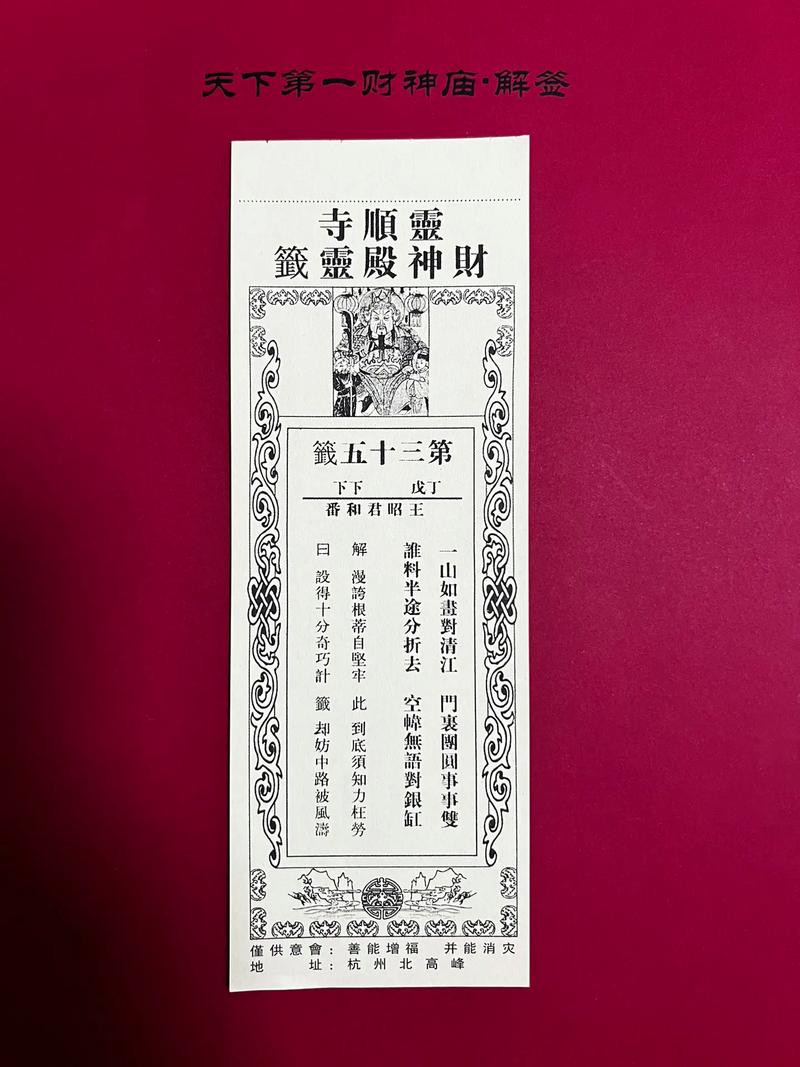 天下第一财神庙·解签
靈順寺
財神殿靈籤
第三十五籤
丁戊 下下
王昭君和番
一山如畫對清江 門裏團圓事事雙
誰料半途分折去 空幃無語對銀缸
解 漫誇根蒂自堅牢 此 到底須知力枉勞
曰 設得十分奇巧計 籤 却妨中路被風濤
僅供意會：善能增福 并能消灾
地 址：杭州北高峰